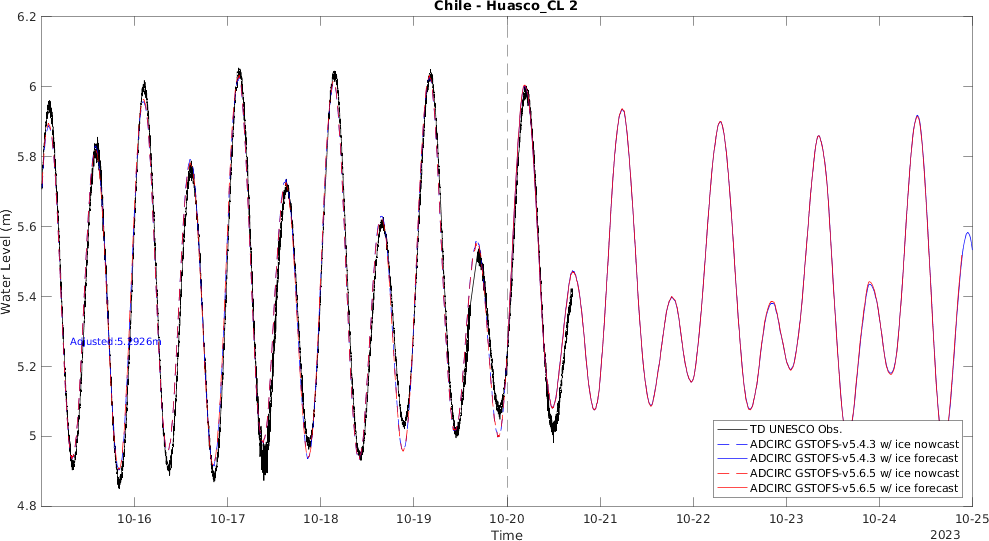 Chile - Huasco_CL 2
6.2
6
5.8
5.6
5.4
5.2
5
4.8
Water Level (m)
Adjusted:5.2926m
TD UNESCO Obs.
ADCIRC GSTOFS-v5.4.3 w/ ice nowcast
ADCIRC GSTOFS-v5.4.3 w/ ice forecast
ADCIRC GSTOFS-v5.6.5 w/ ice nowcast
ADCIRC GSTOFS-v5.6.5 w/ ice forecast
10-16 10-17 10-18 10-19 10-20 10-21 10-22 10-23 10-24 10-25
Time
2023